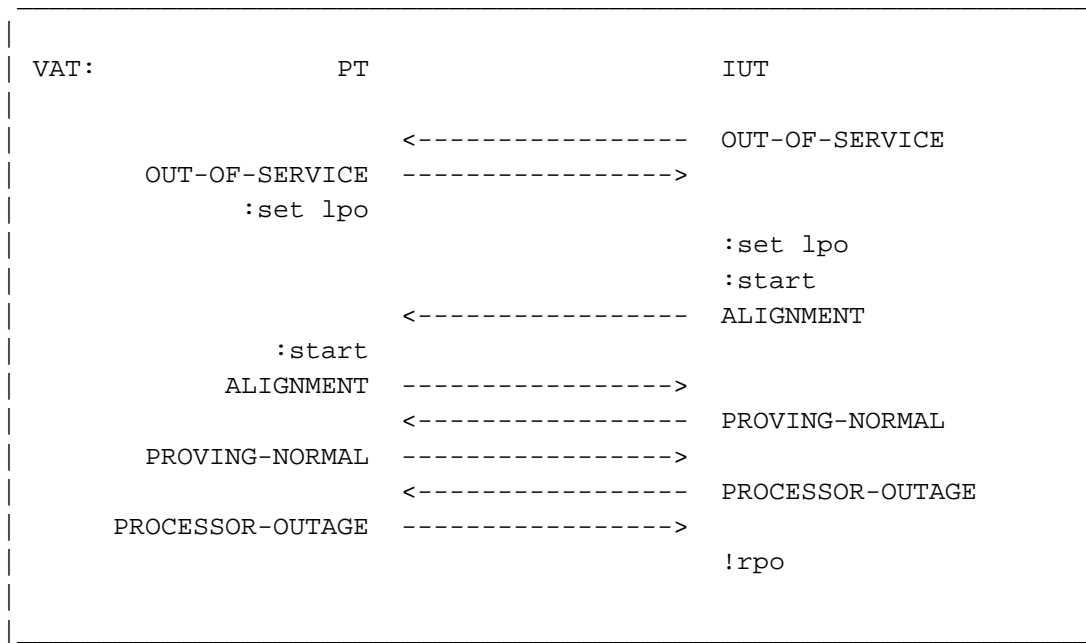 VAT: PT IUT
<----------------- OUT-OF-SERVICE
OUT-OF-SERVICE ----------------->
:set lpo
:set lpo
:start
<----------------- ALIGNMENT
:start
ALIGNMENT ----------------->
<----------------- PROVING-NORMAL
PROVING-NORMAL ----------------->
<----------------- PROCESSOR-OUTAGE
PROCESSOR-OUTAGE ----------------->
!rpo